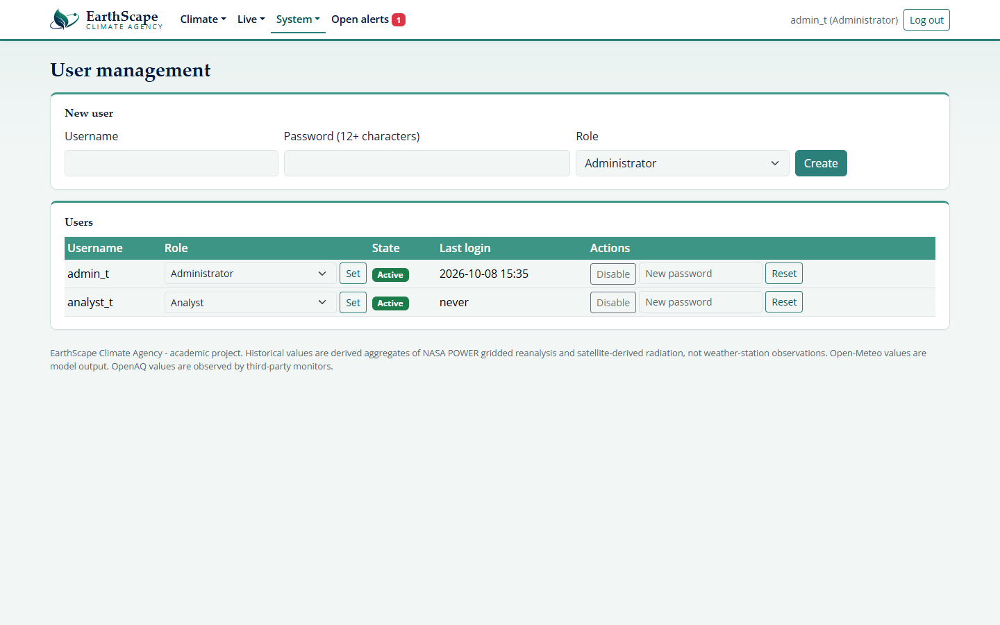 EarthScape
CLIMATE AGENCY
Climate Live System Open alerts 1 admin_t (Administrator) Log out
User management
New user
Username Password (12+ characters) Role
Administrator Create
Users
Username Role State Last login Actions
admin_t Administrator Set Active 2026-10-08 15:35 Disable New password Reset
analyst_t Analyst Set Active never Disable New password Reset
EarthScape Climate Agency - academic project. Historical values are derived aggregates of NASA POWER gridded reanalysis and satellite-derived radiation, not weather-station observations. Open-Meteo values are
model output. OpenAQ values are observed by third-party monitors.